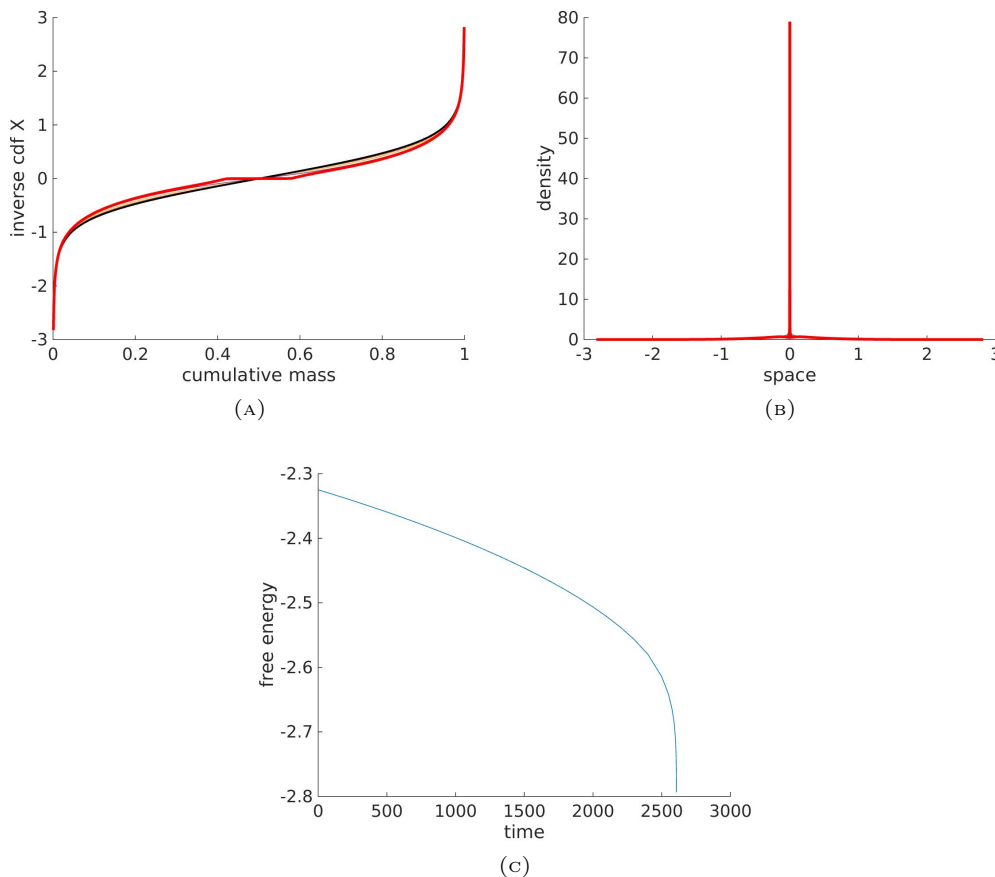 3
2
1
0
-1
-2
-3
inverse cdf X
0 0.2 0.4 0.6 0.8 1
cumulative mass
(A)
80
70
60
50
40
30
20
10
0
density
-3 -2 -1 0 1 2 3
space
(B)
-2.3
-2.4
-2.5
-2.6
-2.7
-2.8
free energy
0 500 1000 1500 2000 2500 3000
time
(C)